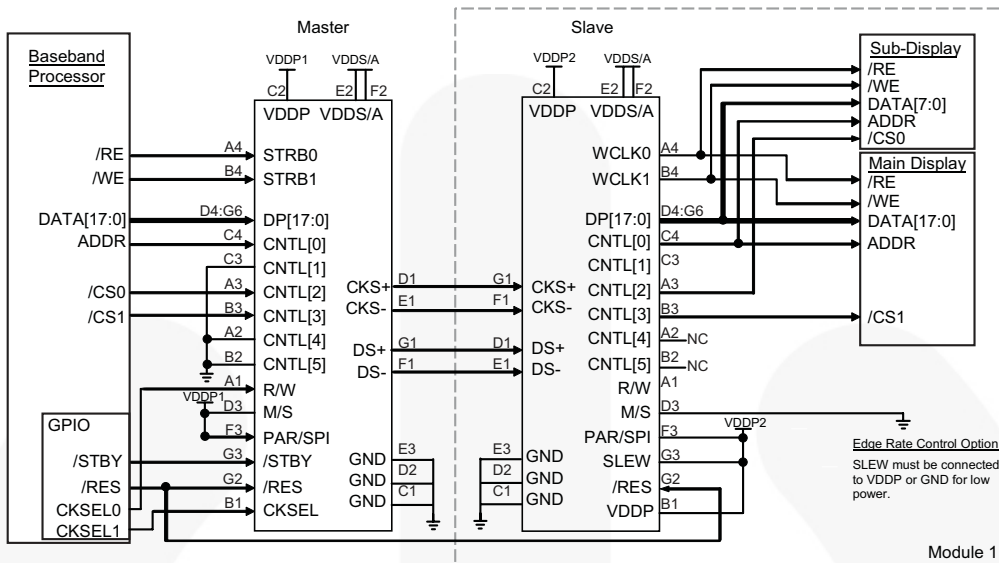 Master
Slave
Baseband
Processor
/RE
/WE
DATA[17:0]
ADDR
/CS0
/CS1
GPIO
/STBY
/RES
CKSEL0
CKSEL1
VDDP1
VDDS/A
C2
E2
F2
VDDP
VDDS/A
A4
STRB0
B4
STRB1
D4:G6
DP[17:0]
C4
CNTL[0]
C3
CNTL[1]
A3
CNTL[2]
B3
CNTL[3]
A2
CNTL[4]
B2
CNTL[5]
A1
R/W
VDDP1
D3
M/S
F3
PAR/SPI
G3
/STBY
G2
/RES
B1
CKSEL
CKS+
D1
CKS-
E1
DS+
G1
DS-
F1
GND
E3
GND
D2
GND
C1
VDDP2
VDDS/A
C2
E2
F2
VDDP
VDDS/A
G1
CKS+
F1
CKS-
D1
DS+
E1
DS-
E3
GND
D2
GND
C1
GND
WCLK0
A4
WCLK1
B4
DP[17:0]
D4:G6
CNTL[0]
C4
CNTL[1]
C3
CNTL[2]
A3
CNTL[3]
B3
CNTL[4]
A2
NC
CNTL[5]
B2
NC
R/W
A1
M/S
D3
PAR/SPI
F3
VDDP2
SLEW
G3
/RES
G2
VDDP
B1
Sub-Display
/RE
/WE
DATA[7:0]
ADDR
/CS0
Main Display
/RE
/WE
DATA[17:0]
ADDR
/CS1
Edge Rate Control Option
SLEW must be connected
to VDDP or GND for low
power.
Module 1